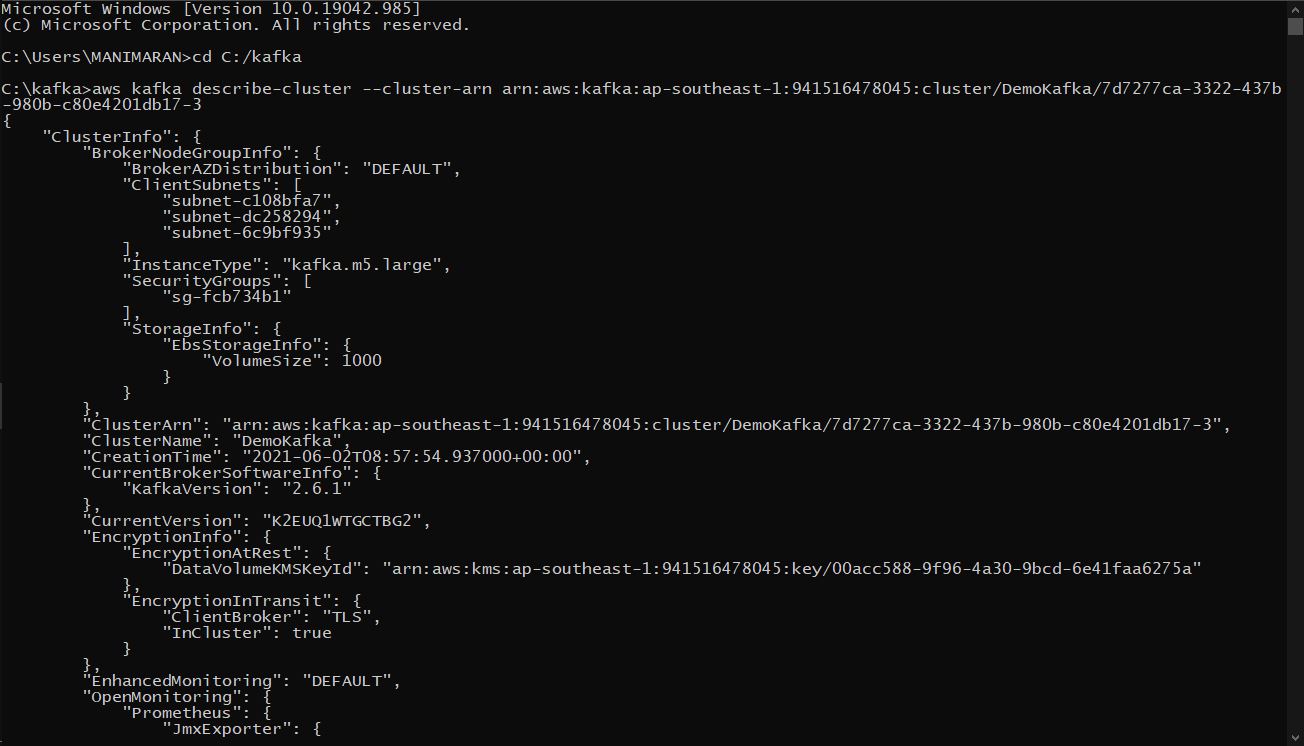 Microsoft Windows [Version 10.0.19042.985]
(c) Microsoft Corporation. All rights reserved.

C:\Users\MANIMARAN>cd C:/kafka

C:\kafka>aws kafka describe-cluster --cluster-arn arn:aws:kafka:ap-southeast-1:941516478045:cluster/DemoKafka/7d7277ca-3322-437b
-980b-c80e4201db17-3
{
    "ClusterInfo": {
        "BrokerNodeGroupInfo": {
            "BrokerAZDistribution": "DEFAULT",
            "ClientSubnets": [
                "subnet-c108bfa7",
                "subnet-dc258294",
                "subnet-6c9bf935"
            ],
            "InstanceType": "kafka.m5.large",
            "SecurityGroups": [
                "sg-fcb734b1"
            ],
            "StorageInfo": {
                "EbsStorageInfo": {
                    "VolumeSize": 1000
                }
            }
        },
        "ClusterArn": "arn:aws:kafka:ap-southeast-1:941516478045:cluster/DemoKafka/7d7277ca-3322-437b-980b-c80e4201db17-3",
        "ClusterName": "DemoKafka",
        "CreationTime": "2021-06-02T08:57:54.937000+00:00",
        "CurrentBrokerSoftwareInfo": {
            "KafkaVersion": "2.6.1"
        },
        "CurrentVersion": "K2EUQ1WTGCTBG2",
        "EncryptionInfo": {
            "EncryptionAtRest": {
                "DataVolumeKMSKeyId": "arn:aws:kms:ap-southeast-1:941516478045:key/00acc588-9f96-4a30-9bcd-6e41faa6275a"
            },
            "EncryptionInTransit": {
                "ClientBroker": "TLS",
                "InCluster": true
            }
        },
        "EnhancedMonitoring": "DEFAULT",
        "OpenMonitoring": {
            "Prometheus": {
                "JmxExporter": {